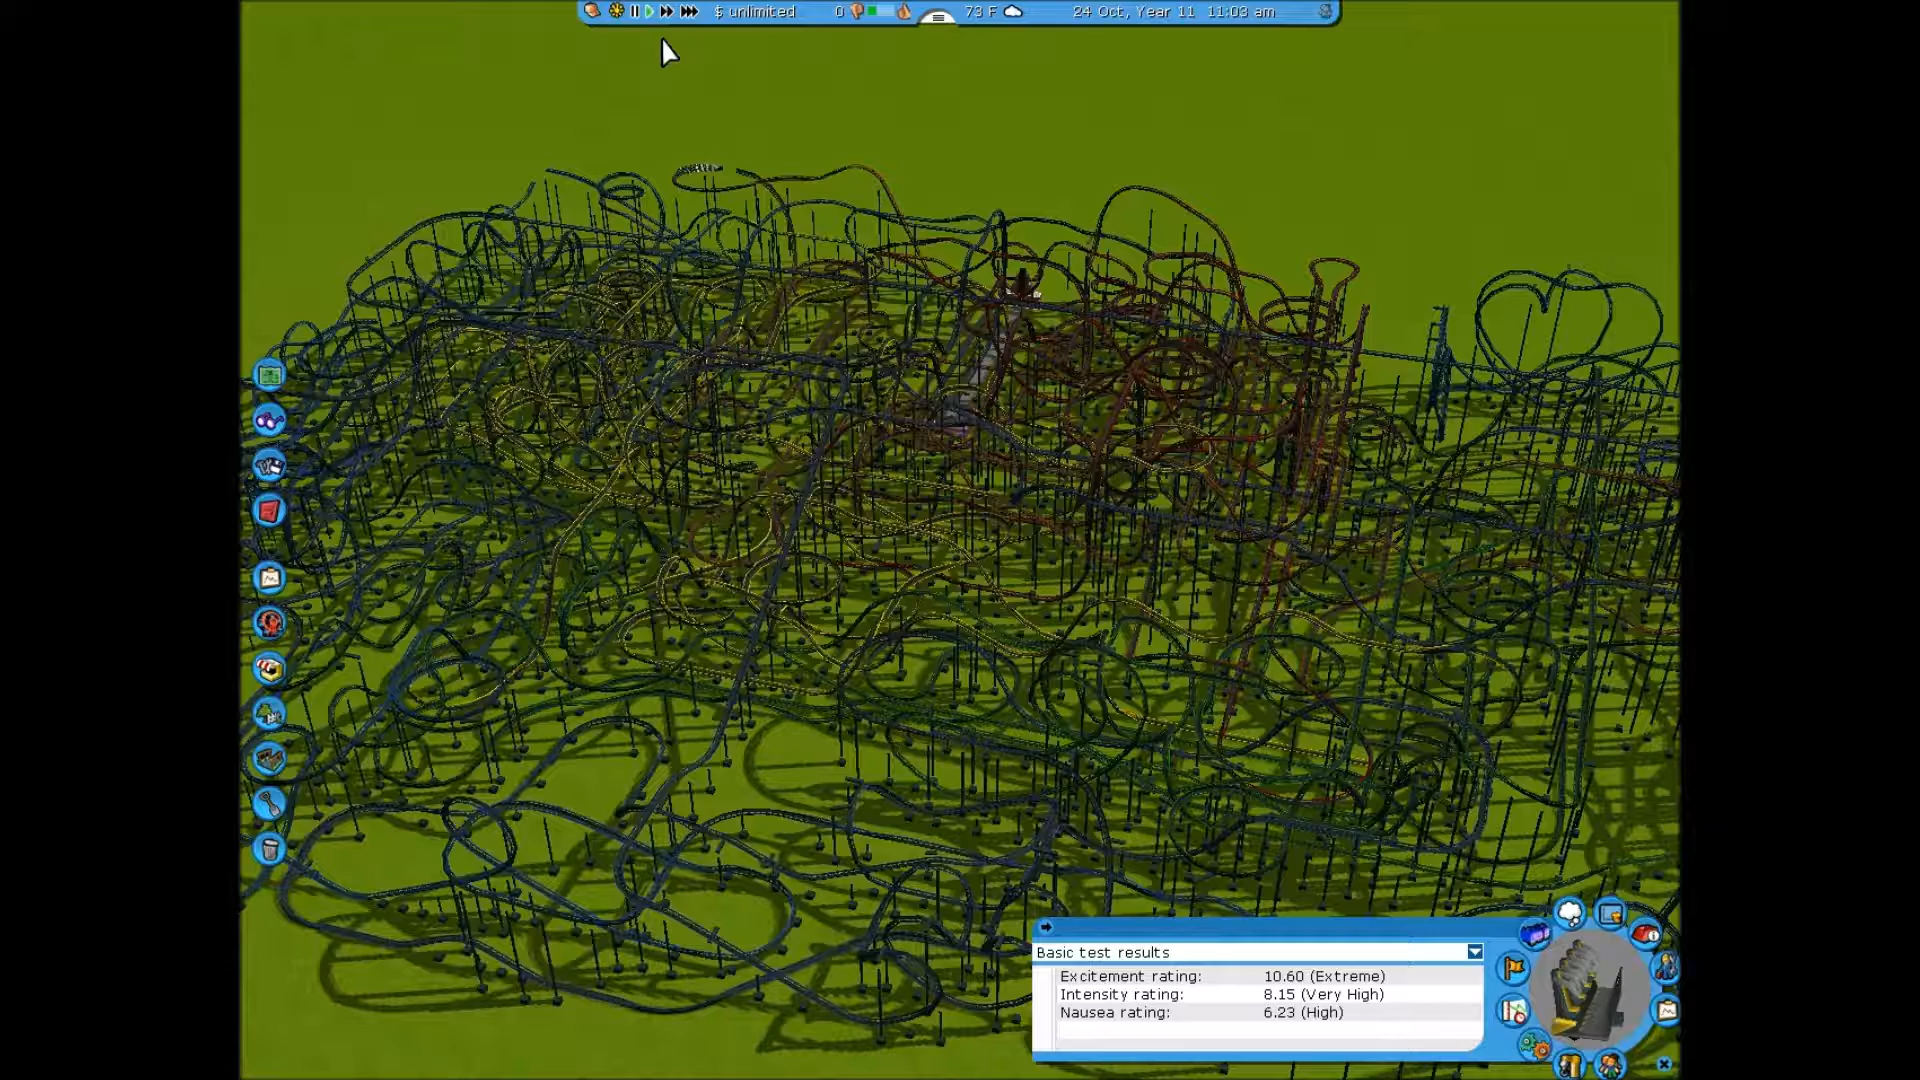 $ unlimited 0 73 F 24 Oct, Year 11 11:03 am
Basic test results
Excitement rating: 10.60 (Extreme)
Intensity rating: 8.15 (Very High)
Nausea rating: 6.23 (High)